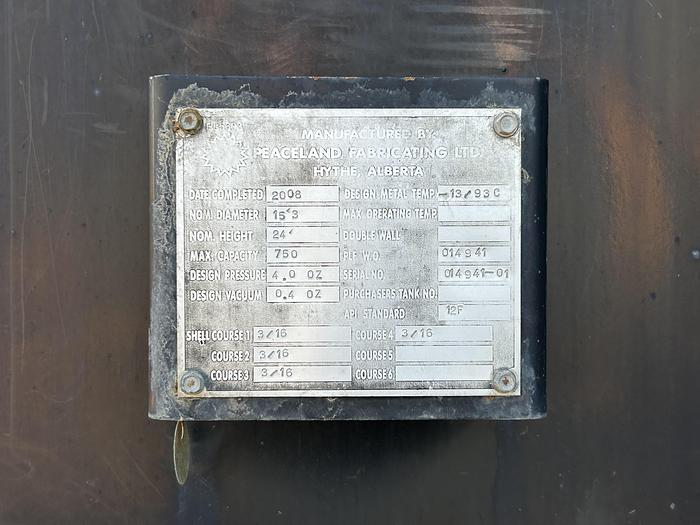 MANUFACTURED BY:
PEACELAND FABRICATING LTD.
HYTHE, ALBERTA
DATE COMPLETED 2008 DESIGN METAL TEMP. -13/93 C
NOM. DIAMETER 15'3 MAX. OPERATING TEMP.
NOM. HEIGHT 24' DOUBLE WALL
MAX. CAPACITY 750 PLF W.O. 014941
DESIGN PRESSURE 4.0 OZ SERIAL NO 014941-01
DESIGN VACUUM 0.4 OZ PURCHASERS TANK NO.
API STANDARD 12F
SHELL COURSE 1 3/16 COURSE 4 3/16
COURSE 2 3/16 COURSE 5
COURSE 3 3/16 COURSE 6